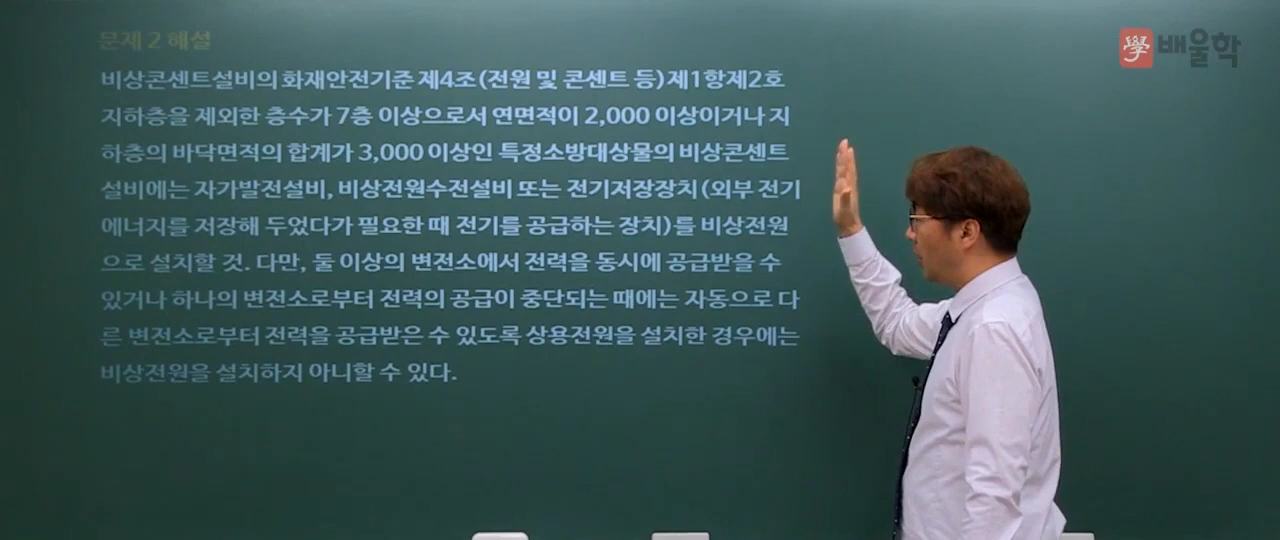 문제 2 해설
學 배울학
비상콘센트설비의 화재안전기준 제4조(전원 및 콘센트 등)제1항제2호
지하층을 제외한 층수가 7층 이상으로서 연면적이 2,000 이상이거나 지
하층의 바닥면적의 합계가 3,000 이상인 특정소방대상물의 비상콘센트
설비에는 자가발전설비, 비상전원수전설비 또는 전기저장장치(외부 전기
에너지를 저장해 두었다가 필요한 때 전기를 공급하는 장치)를 비상전원
으로 설치할 것. 다만, 둘 이상의 변전소에서 전력을 동시에 공급받을 수
있거나 하나의 변전소로부터 전력의 공급이 중단되는 때에는 자동으로 다
른 변전소로부터 전력을 공급받은 수 있도록 상용전원을 설치한 경우에는
비상전원을 설치하지 아니할 수 있다.